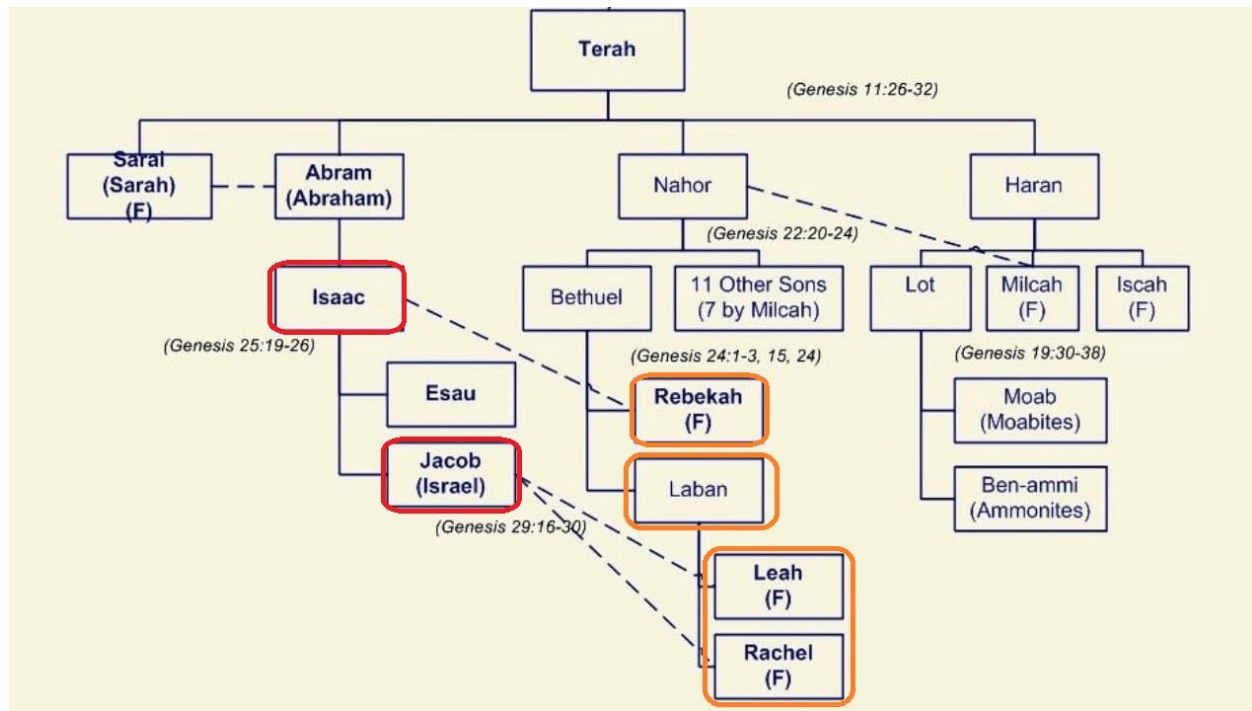 Terah
(Genesis 11:26-32)
Sarai
(Sarah)
(F)
Abram
(Abraham)
Nahor
Haran
(Genesis 22:20-24)
Isaac
Bethuel
11 Other Sons
(7 by Milcah)
Lot
Milcah
(F)
Iscah
(F)
(Genesis 25:19-26)
(Genesis 24:1-3, 15, 24)
(Genesis 19:30-38)
Esau
Rebekah
(F)
Moab
(Moabites)
Jacob
(Israel)
Laban
Ben-ammi
(Ammonites)
(Genesis 29:16-30)
Leah
(F)
Rachel
(F)